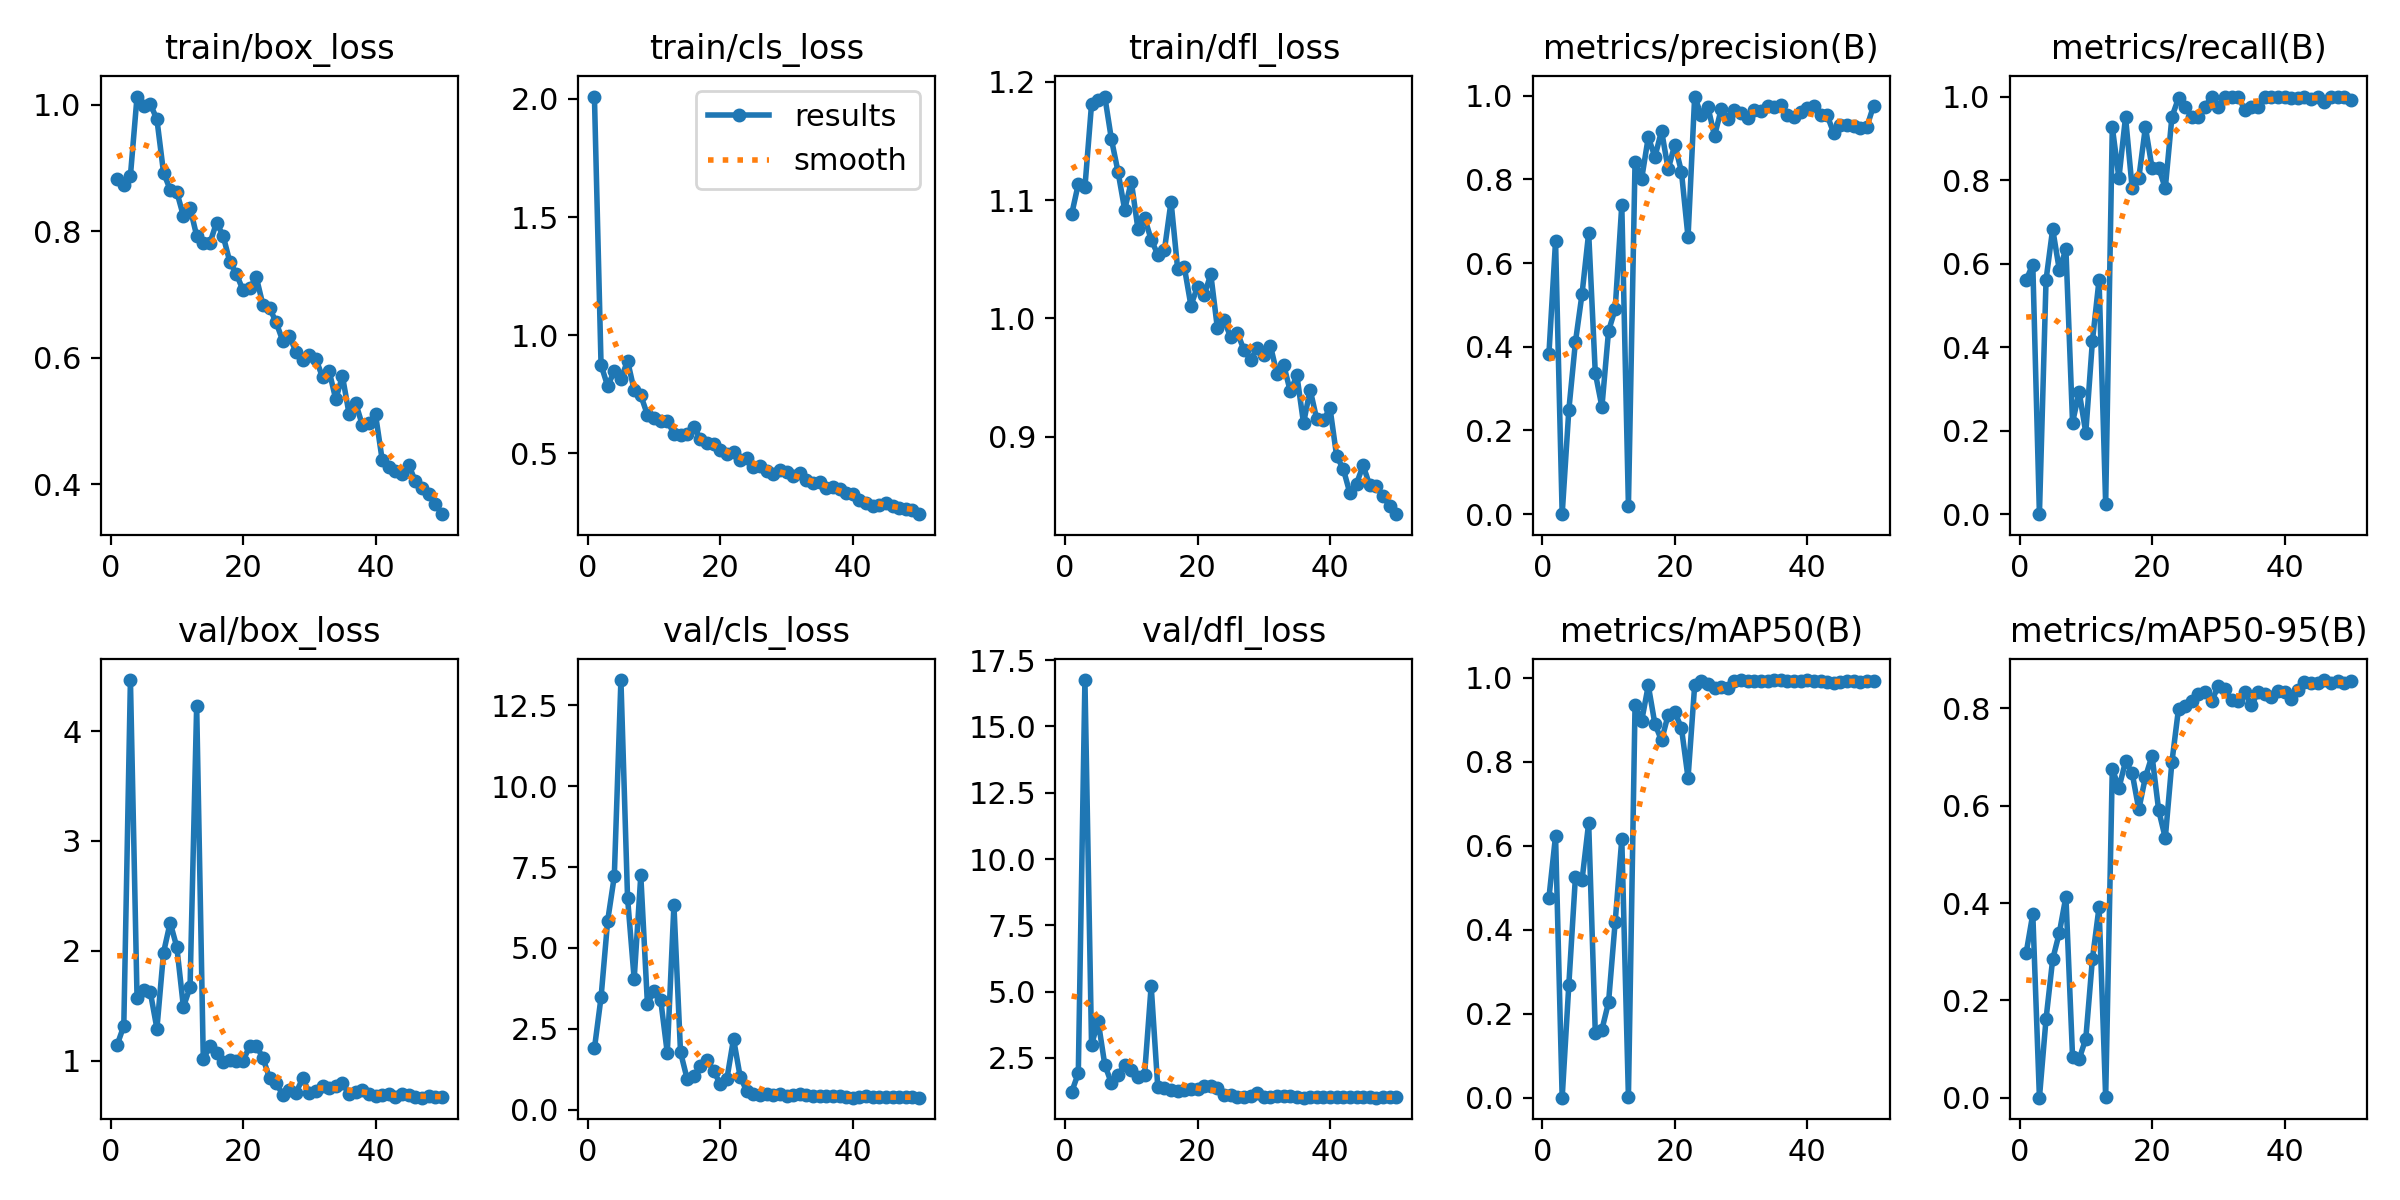 train/box_loss
train/cls_loss
train/dfl_loss
metrics/precision(B)
metrics/recall(B)
1.0
0.8
0.6
0.4
0 20 40
2.0
1.5
1.0
0.5
0 20 40
results
smooth
1.2
1.1
1.0
0.9
0 20 40
1.0
0.8
0.6
0.4
0.2
0.0
0 20 40
1.0
0.8
0.6
0.4
0.2
0.0
0 20 40
val/box_loss
val/cls_loss
val/dfl_loss
metrics/mAP50(B)
metrics/mAP50-95(B)
4
3
2
1
0 20 40
12.5
10.0
7.5
5.0
2.5
0.0
0 20 40
17.5
15.0
12.5
10.0
7.5
5.0
2.5
0 20 40
1.0
0.8
0.6
0.4
0.2
0.0
0 20 40
0.8
0.6
0.4
0.2
0.0
0 20 40